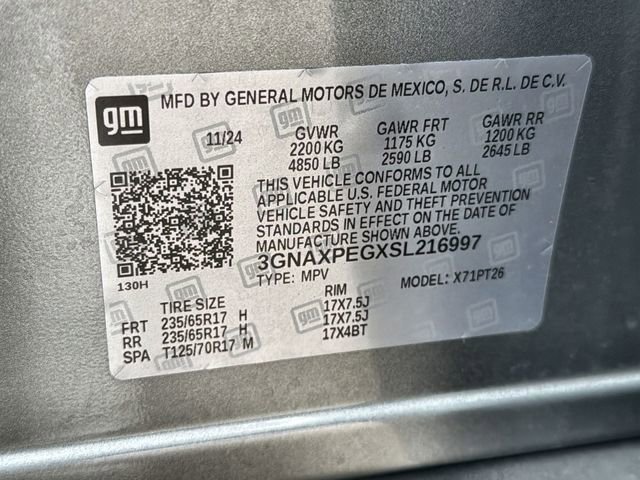 gm MFD BY GENERAL MOTORS DE MEXICO, S. DE R.L. DE C.V.
11/24 GVWR GAWR FRT GAWR RR
2200 KG 1175 KG 1200 KG
4850 LB 2590 LB 2645 LB
THIS VEHICLE CONFORMS TO ALL
APPLICABLE U.S. FEDERAL MOTOR
VEHICLE SAFETY AND THEFT PREVENTION
STANDARDS IN EFFECT ON THE DATE OF
MANUFACTURE SHOWN ABOVE.
3GNAXPEGXSL216997
130H TYPE: MPV MODEL: X71PT26
TIRE SIZE RIM
FRT 235/65R17 H 17X7.5J
RR 235/65R17 H 17X7.5J
SPA T125/70R17 M 17X4BT